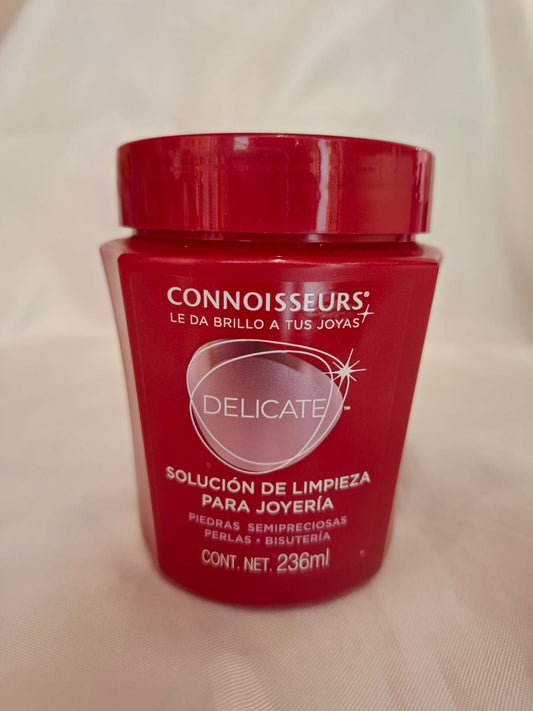 CONNOISSEURS®
LE DA BRILLO A TUS JOYAS
DELICATE™
SOLUCIÓN DE LIMPIEZA
PARA JOYERÍA
PIEDRAS SEMIPRECIOSAS
PERLAS • BISUTERÍA
CONT. NET. 236ml